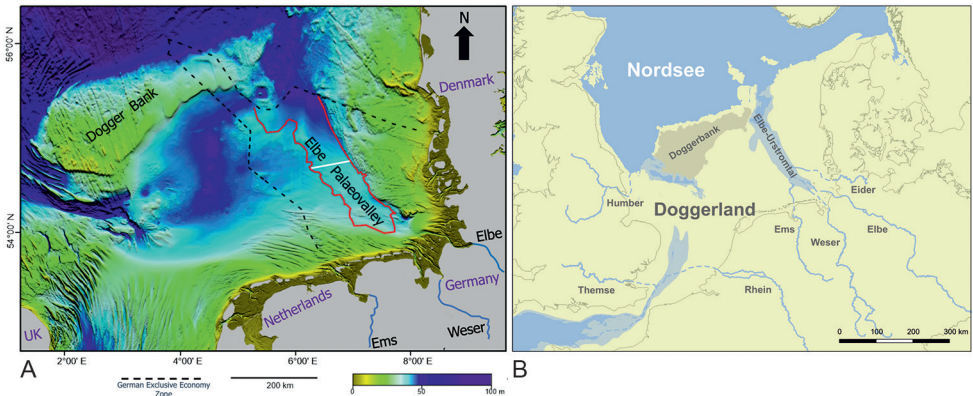 N
56°00' N
54°00' N
Denmark
Dogger Bank
Elbe
Palaeovalley
Elbe
Germany
Netherlands
UK
Ems
Weser
2°00' E
4°00' E
6°00' E
8°00' E
A
German Exclusive Economy
Zone
200 km
0
50
100 m
Nordsee
Doggerbank
Elbe-Urstromtal
Humber
Doggerland
Eider
Ems
Weser
Elbe
Themse
Rhein
0
100
200
300 km
B